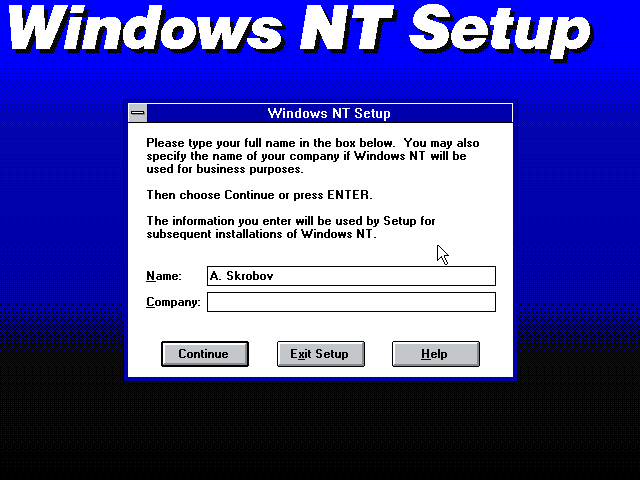 Windows NT Setup
Windows NT Setup
Please type your full name in the box below.  You may also
specify the name of your company if Windows NT will be
used for business purposes.
Then choose Continue or press ENTER.
The information you enter will be used by Setup for
subsequent installations of Windows NT.
Name: A. Skrobov
Company:
Continue Exit Setup Help